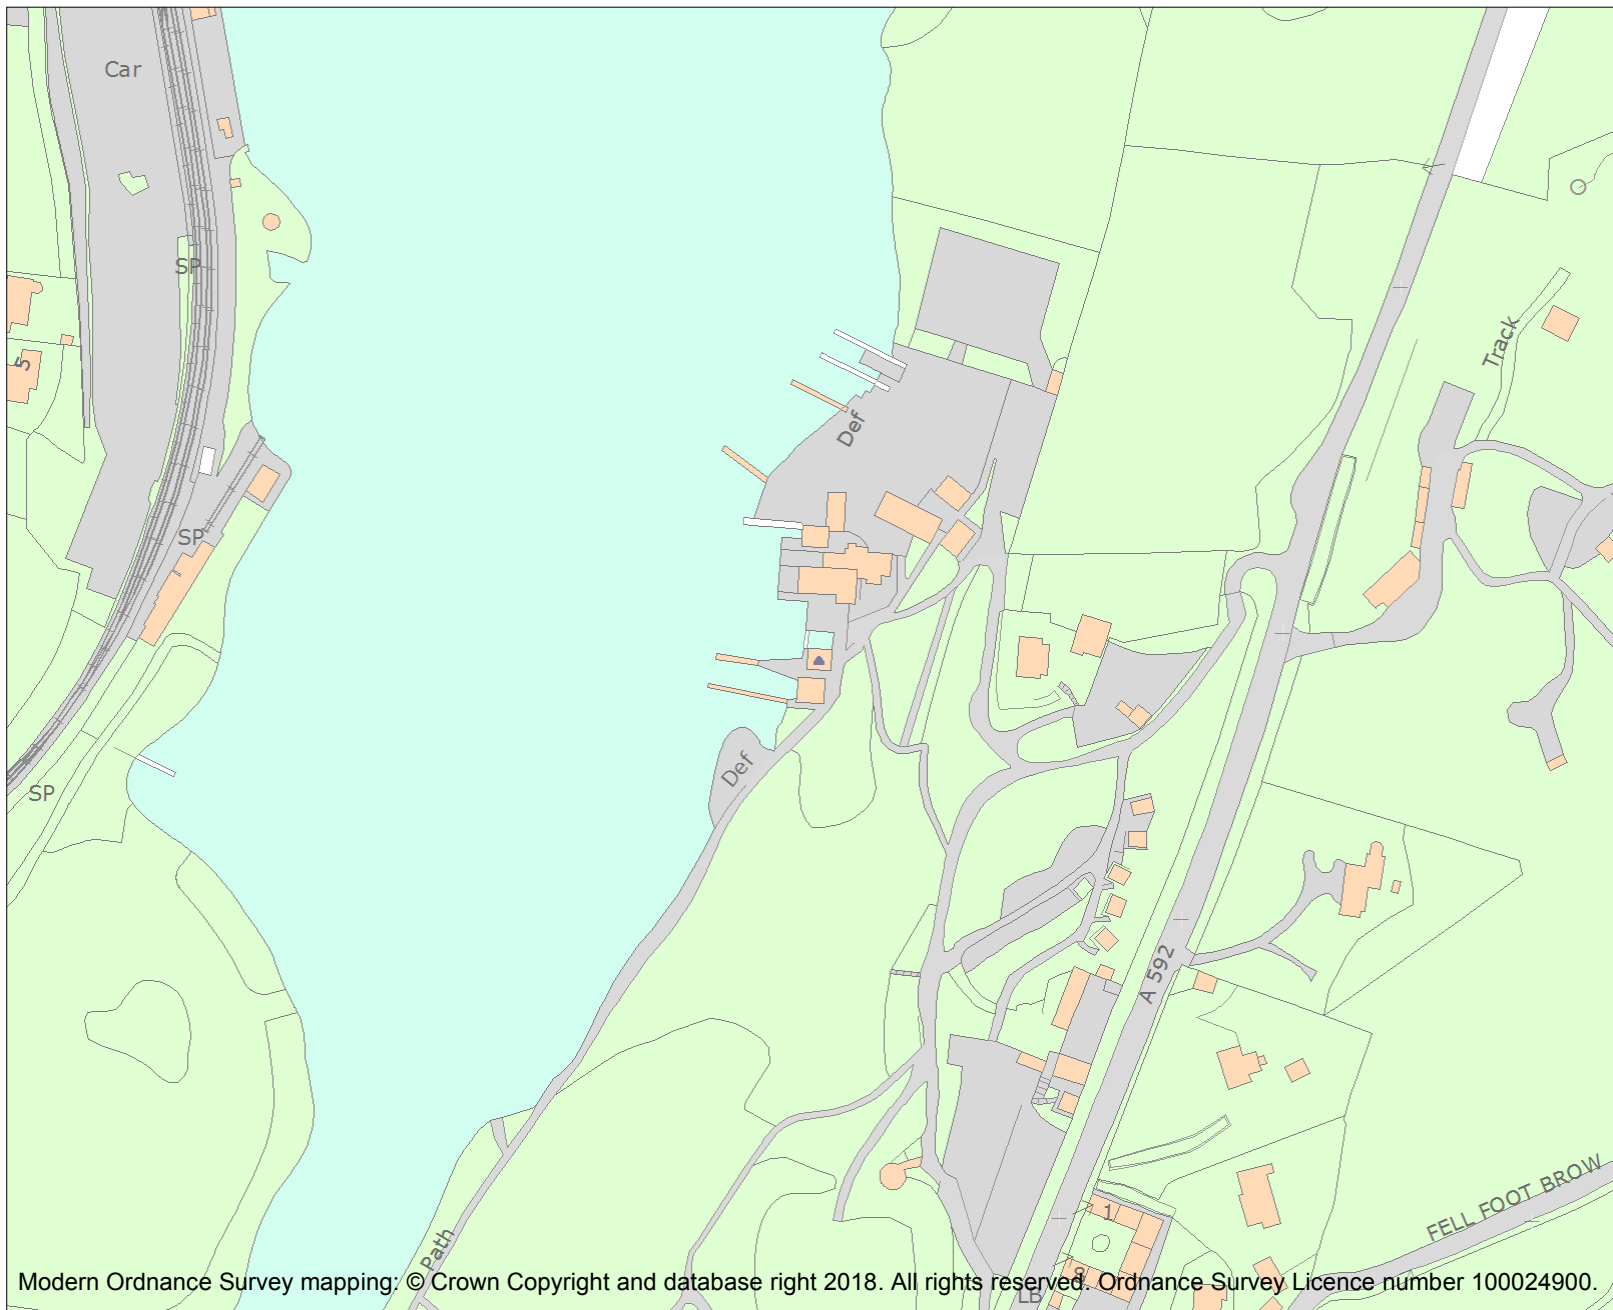 Car
SP
5
Track
Def
SP
Def
SP
A 592
FELL FOOT BROW
1
Path
8
LB
Modern Ordnance Survey mapping: © Crown Copyright and database right 2018. All rights reserved. Ordnance Survey Licence number 100024900.